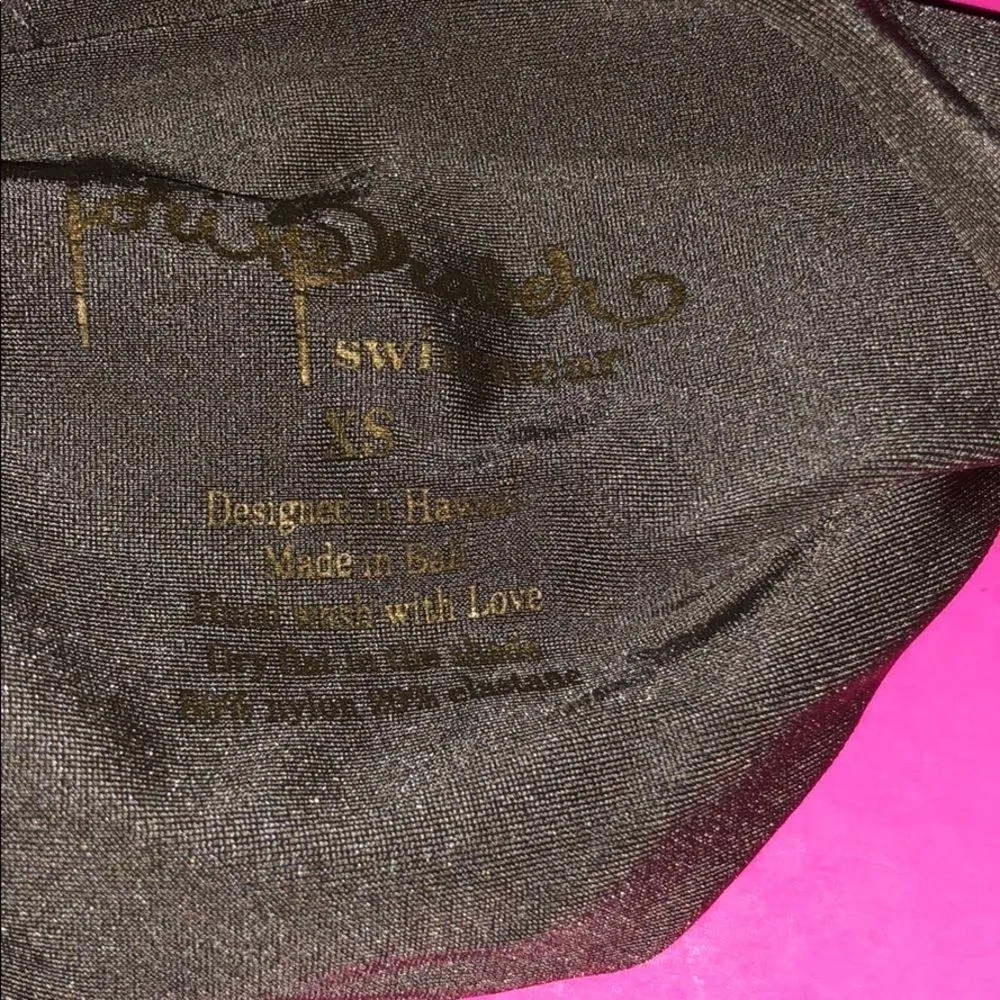 swimwear
XS
Designed in Hawaii
Made in Bali
Hand wash with Love
Dry flat in the shade
80% nylon 20% elastane